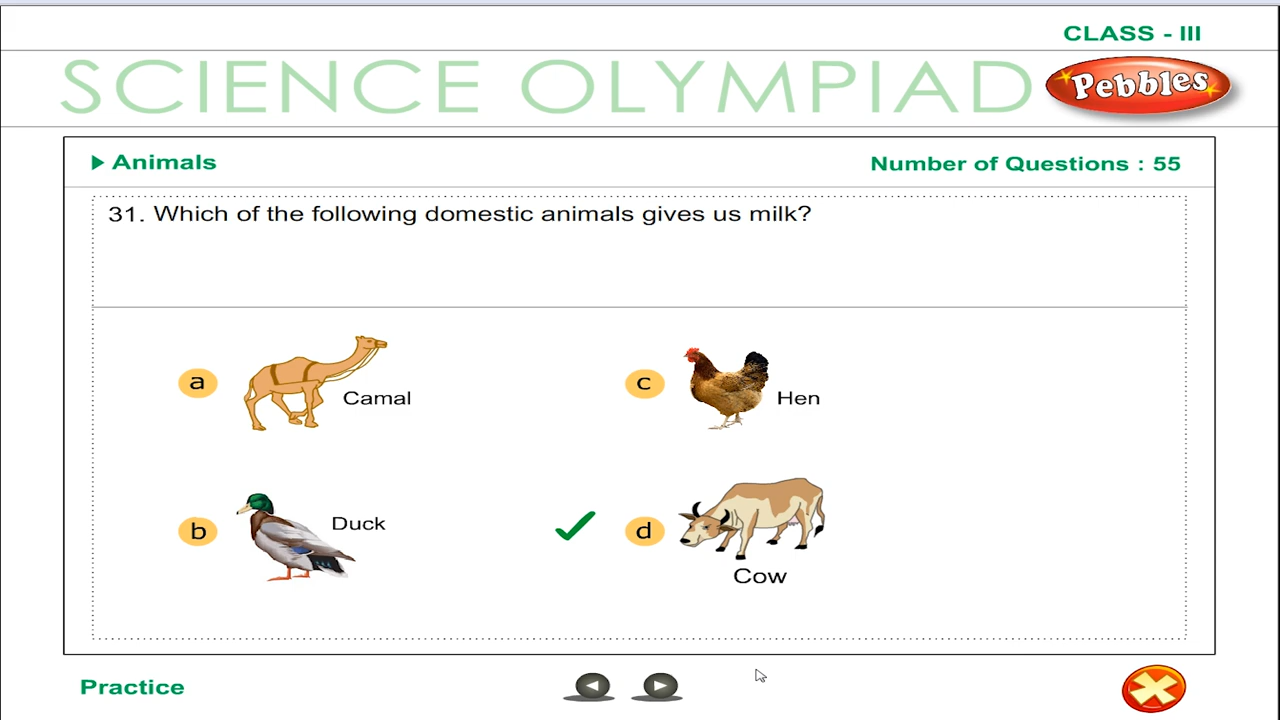 CLASS - III
SCIENCE OLYMPIAD
Pebbles
Animals
Number of Questions : 55
31. Which of the following domestic animals gives us milk?
a
Camal
b
Duck
c
Hen
d
Cow
Practice